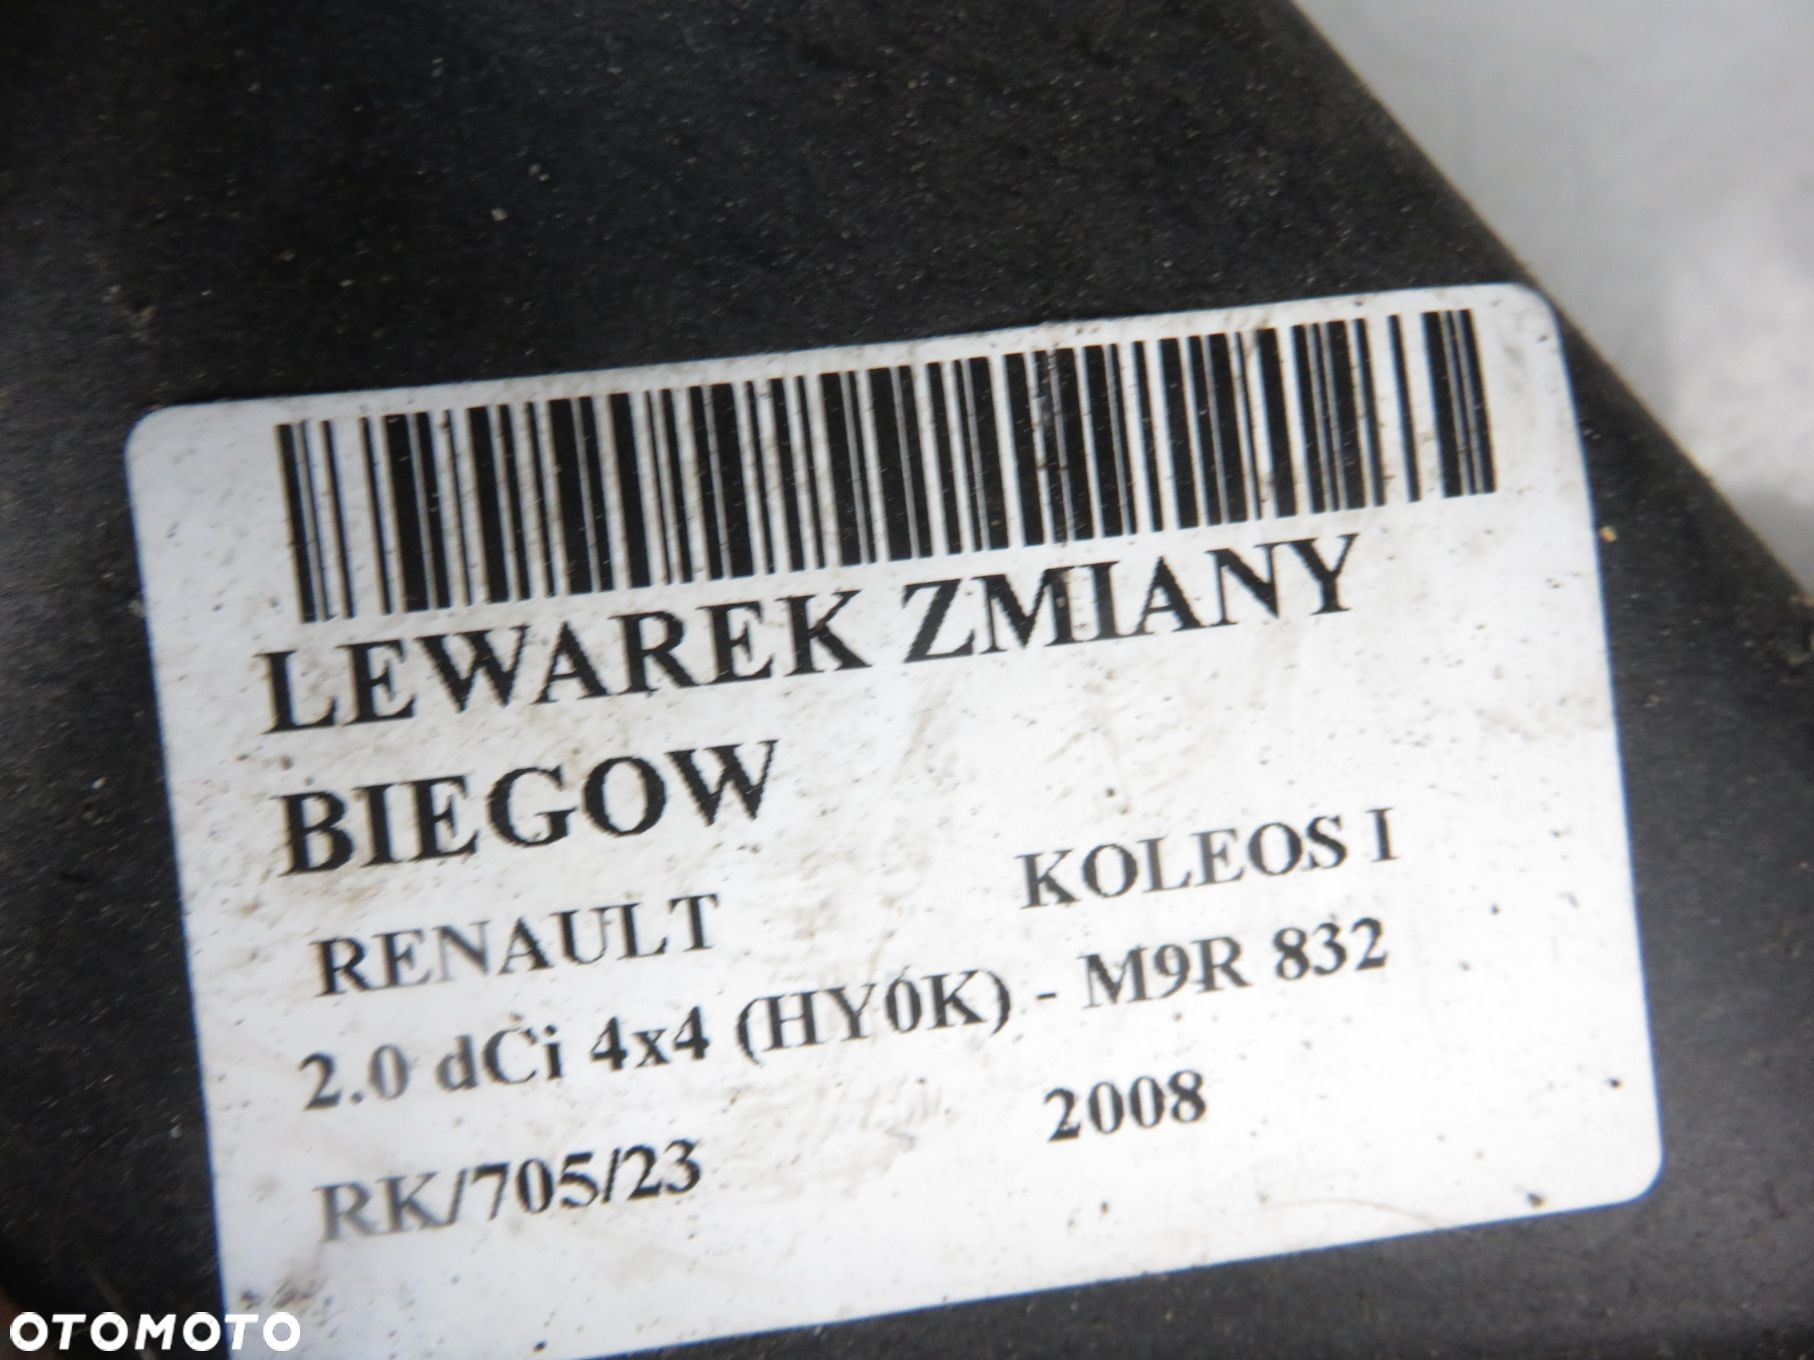 LEWAREK ZMIANY
BIEGOW
RENAULT KOLEOS I
2.0 dCi 4x4 (HY0K) - M9R 832
RK/705/23 2008
OTOMOTO